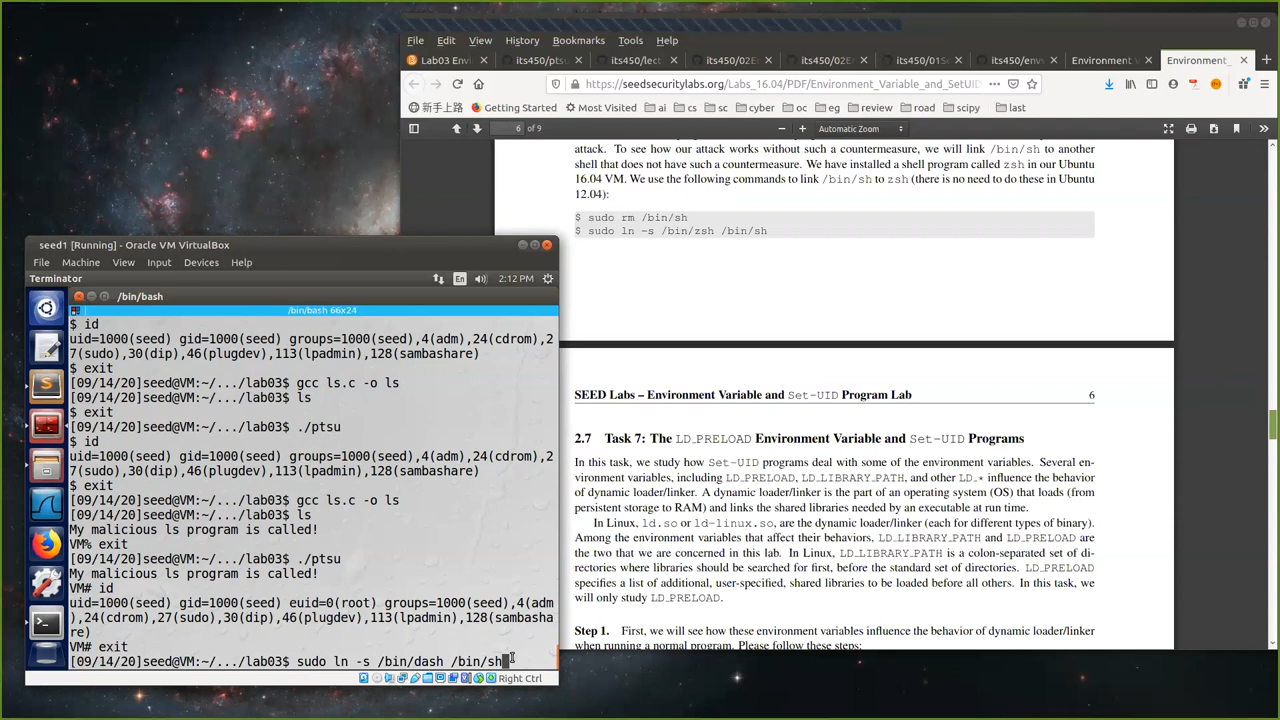 File Edit View History Bookmarks Tools Help
Lab03 Envi
its450/ptsu
its450/lect
its450/02E
its450/02E
its450/01S
its450/envs
Environment V
Environment_
https://seedsecuritylabs.org/Labs_16.04/PDF/Environment_Variable_and_SetUID
新手上路 Getting Started Most Visited ai cs sc cyber oc eg review road scipy last
6 of 9
Automatic Zoom
attack. To see how our attack works without such a countermeasure, we will link /bin/sh to another
shell that does not have such a countermeasure. We have installed a shell program called zsh in our Ubuntu
16.04 VM. We use the following commands to link /bin/sh to zsh (there is no need to do these in Ubuntu
12.04):
$ sudo rm /bin/sh
$ sudo ln -s /bin/zsh /bin/sh
SEED Labs – Environment Variable and Set-UID Program Lab 6
2.7 Task 7: The LD_PRELOAD Environment Variable and Set-UID Programs
In this task, we study how Set-UID programs deal with some of the environment variables. Several en-
vironment variables, including LD_PRELOAD, LD_LIBRARY_PATH, and other LD_* influence the behavior
of dynamic loader/linker. A dynamic loader/linker is the part of an operating system (OS) that loads (from
persistent storage to RAM) and links the shared libraries needed by an executable at run time.
In Linux, ld.so or ld-linux.so, are the dynamic loader/linker (each for different types of binary).
Among the environment variables that affect their behaviors, LD_LIBRARY_PATH and LD_PRELOAD are
the two that we are concerned in this lab. In Linux, LD_LIBRARY_PATH is a colon-separated set of di-
rectories where libraries should be searched for first, before the standard set of directories. LD_PRELOAD
specifies a list of additional, user-specified, shared libraries to be loaded before all others. In this task, we
will only study LD_PRELOAD.
Step 1. First, we will see how these environment variables influence the behavior of dynamic loader/linker
when running a normal program. Please follow these steps:
seed1 [Running] - Oracle VM VirtualBox
File Machine View Input Devices Help
Terminator En 2:12 PM
/bin/bash
/bin/bash 66x24
$ id
uid=1000(seed) gid=1000(seed) groups=1000(seed),4(adm),24(cdrom),2
7(sudo),30(dip),46(plugdev),113(lpadmin),128(sambashare)
$ exit
[09/14/20]seed@VM:~/.../lab03$ gcc ls.c -o ls
[09/14/20]seed@VM:~/.../lab03$ ls
$ exit
[09/14/20]seed@VM:~/.../lab03$ ./ptsu
$ id
uid=1000(seed) gid=1000(seed) groups=1000(seed),4(adm),24(cdrom),2
7(sudo),30(dip),46(plugdev),113(lpadmin),128(sambashare)
$ exit
[09/14/20]seed@VM:~/.../lab03$ gcc ls.c -o ls
[09/14/20]seed@VM:~/.../lab03$ ls
My malicious ls program is called!
VM% exit
[09/14/20]seed@VM:~/.../lab03$ ./ptsu
My malicious ls program is called!
VM# id
uid=1000(seed) gid=1000(seed) euid=0(root) groups=1000(seed),4(adm
),24(cdrom),27(sudo),30(dip),46(plugdev),113(lpadmin),128(sambasha
re)
VM# exit
[09/14/20]seed@VM:~/.../lab03$ sudo ln -s /bin/dash /bin/sh
Right Ctrl